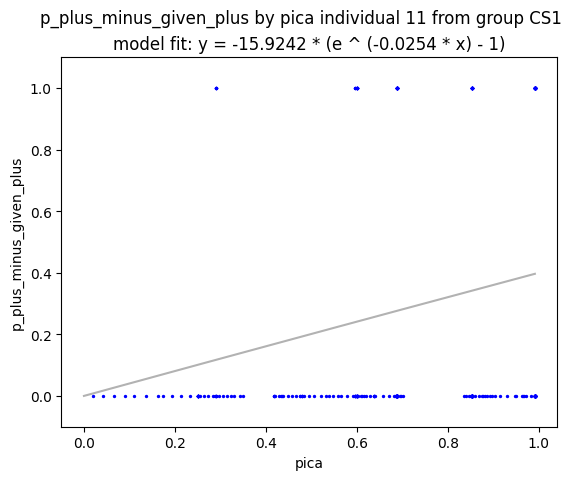 p_plus_minus_given_plus by pica individual 11 from group CS1
model fit: y = -15.9242 * (e ^ (-0.0254 * x) - 1)
1.0
0.8
0.6
0.4
0.2
0.0
p_plus_minus_given_plus
0.0 0.2 0.4 0.6 0.8 1.0
pica